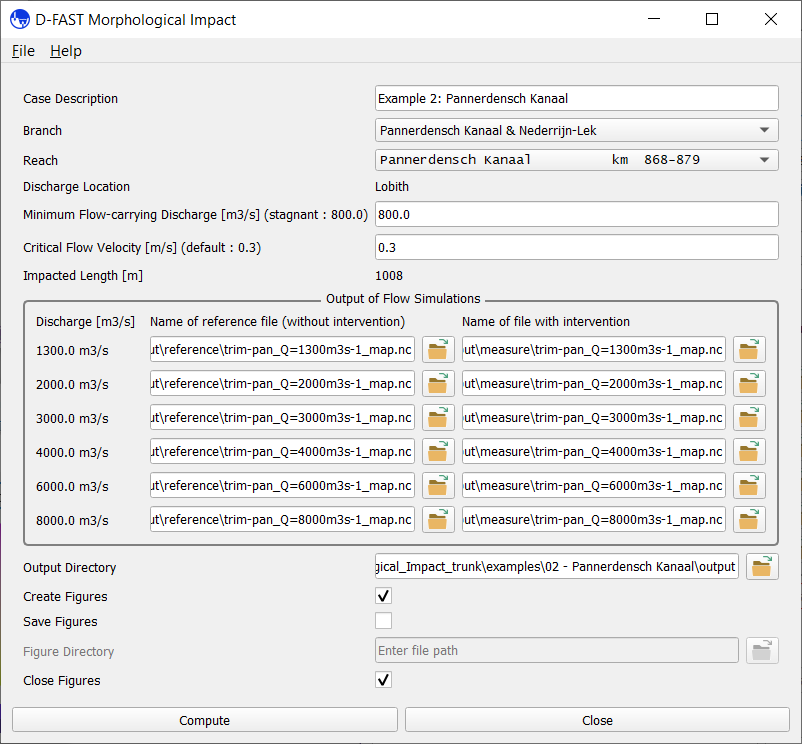 D-FAST Morphological Impact
File Help
Case Description Example 2: Pannerdensch Kanaal
Branch Pannerdensch Kanaal & Nederrijn-Lek
Reach Pannerdensch Kanaal km 868-879
Discharge Location Lobith
Minimum Flow-carrying Discharge [m3/s] (stagnant : 800.0) 800.0
Critical Flow Velocity [m/s] (default : 0.3) 0.3
Impacted Length [m] 1008
Output of Flow Simulations
Discharge [m3/s] Name of reference file (without intervention) Name of file with intervention
1300.0 m3/s ut\reference\trim-pan_Q=1300m3s-1_map.nc out\measure\trim-pan_Q=1300m3s-1_map.nc
2000.0 m3/s ut\reference\trim-pan_Q=2000m3s-1_map.nc out\measure\trim-pan_Q=2000m3s-1_map.nc
3000.0 m3/s ut\reference\trim-pan_Q=3000m3s-1_map.nc out\measure\trim-pan_Q=3000m3s-1_map.nc
4000.0 m3/s ut\reference\trim-pan_Q=4000m3s-1_map.nc out\measure\trim-pan_Q=4000m3s-1_map.nc
6000.0 m3/s ut\reference\trim-pan_Q=6000m3s-1_map.nc out\measure\trim-pan_Q=6000m3s-1_map.nc
8000.0 m3/s ut\reference\trim-pan_Q=8000m3s-1_map.nc out\measure\trim-pan_Q=8000m3s-1_map.nc
Output Directory gical_Impact_trunk\examples\02 - Pannerdensch Kanaal\output
Create Figures
Save Figures
Figure Directory Enter file path
Close Figures
Compute Close